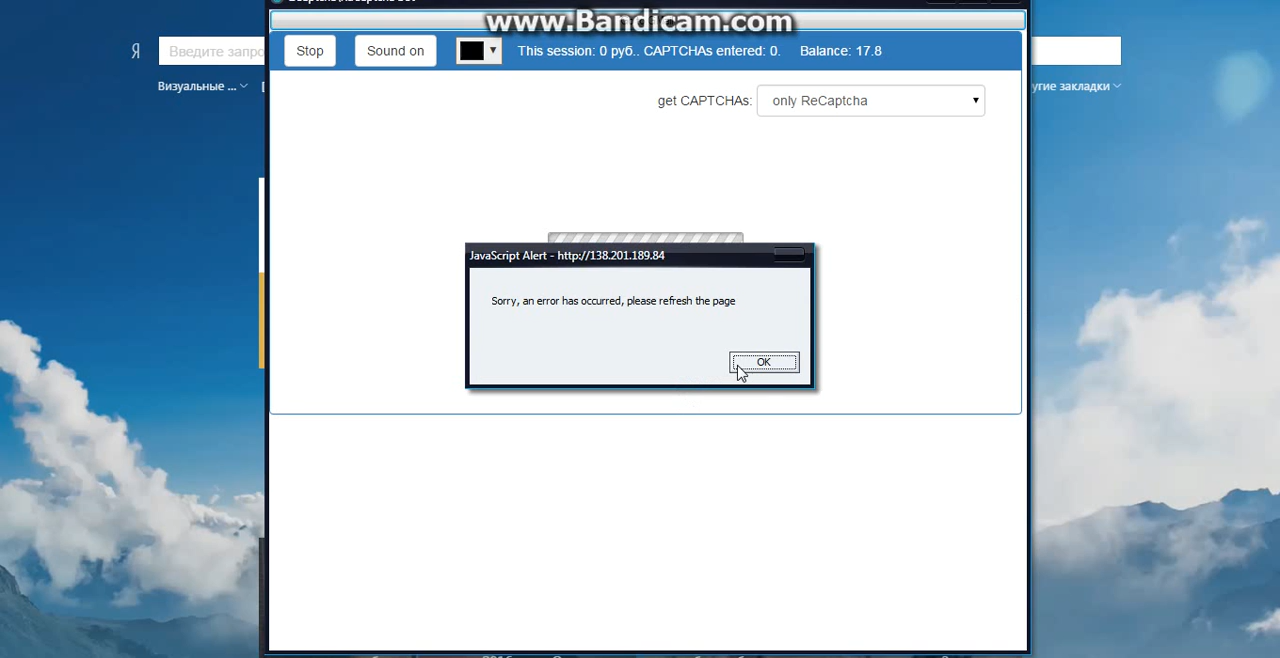 www.Bandicam.com
Я
Введите запро
Stop
Sound on
This session: 0 руб.. CAPTCHAs entered: 0.
Balance: 17.8
Визуальные ...
угие закладки
get CAPTCHAs:
only ReCaptcha
JavaScript Alert - http://138.201.189.84
Sorry, an error has occurred, please refresh the page
OK